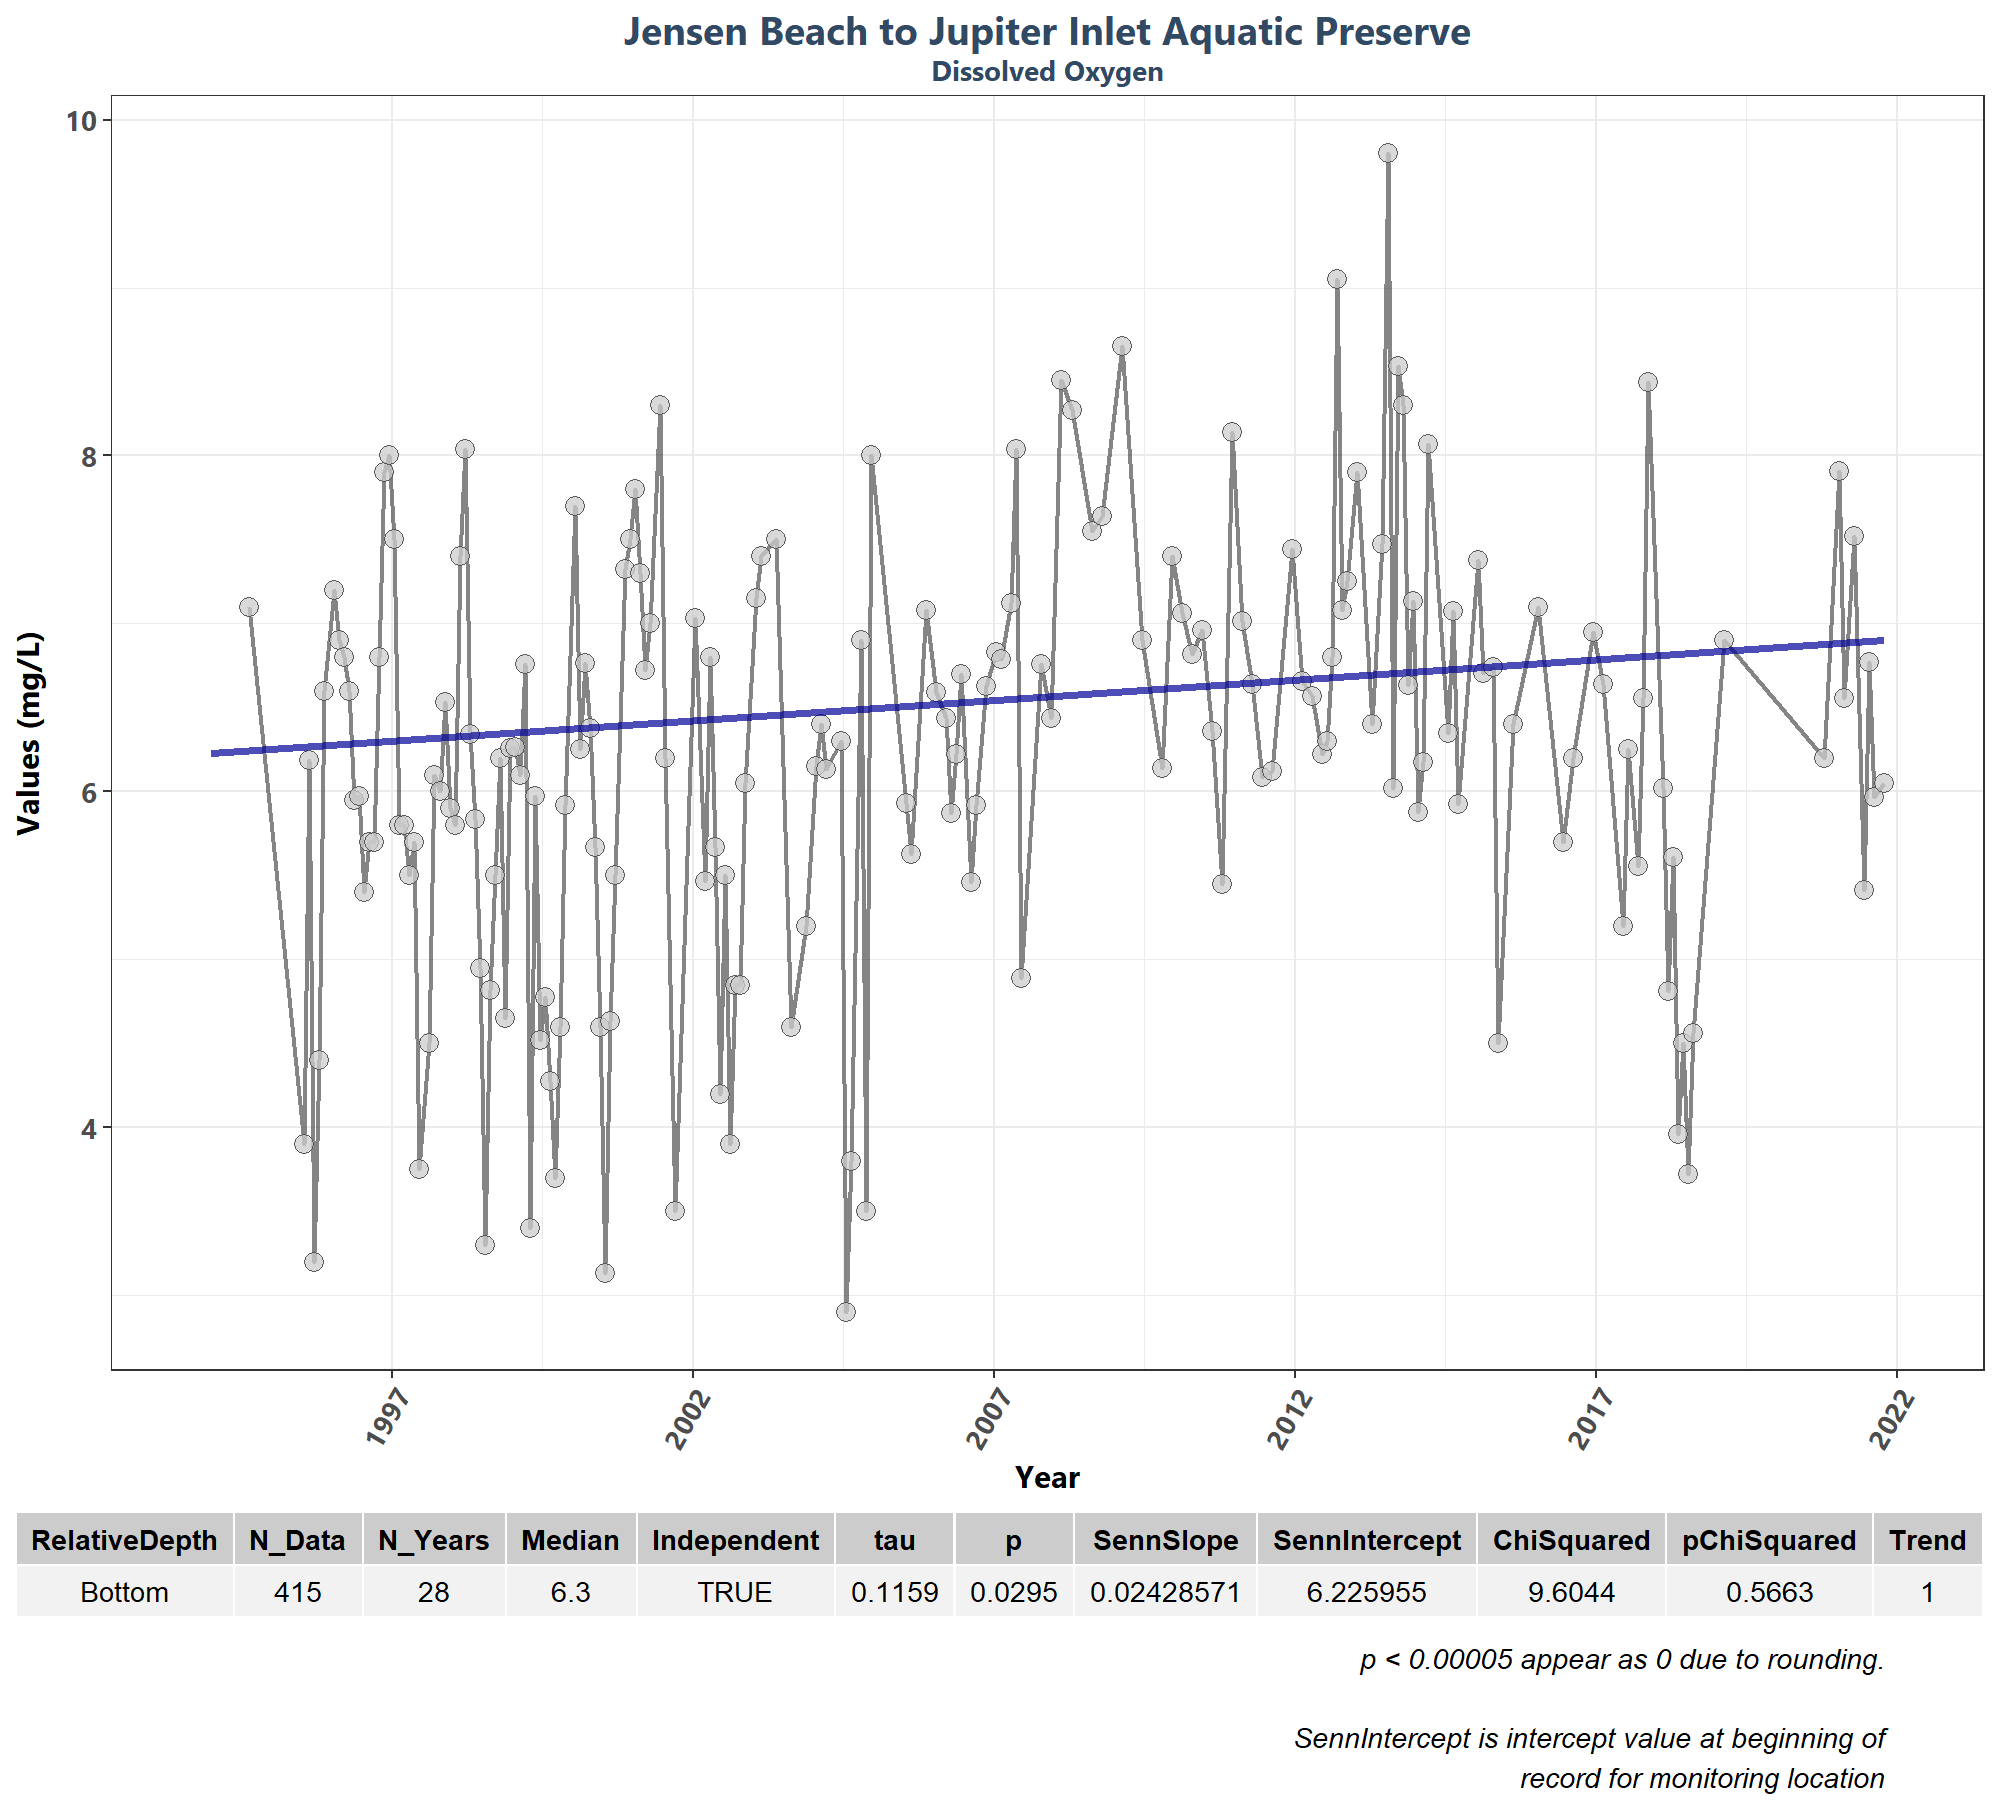 Jensen Beach to Jupiter Inlet Aquatic Preserve
Dissolved Oxygen
Values (mg/L)
10
8
6
4
1997 2002 2007 2012 2017 2022
Year
RelativeDepth N_Data N_Years Median Independent tau p SennSlope SennIntercept ChiSquared pChiSquared Trend
Bottom 415 28 6.3 TRUE 0.1159 0.0295 0.02428571 6.225955 9.6044 0.5663 1
p < 0.00005 appear as 0 due to rounding.
SennIntercept is intercept value at beginning of
record for monitoring location